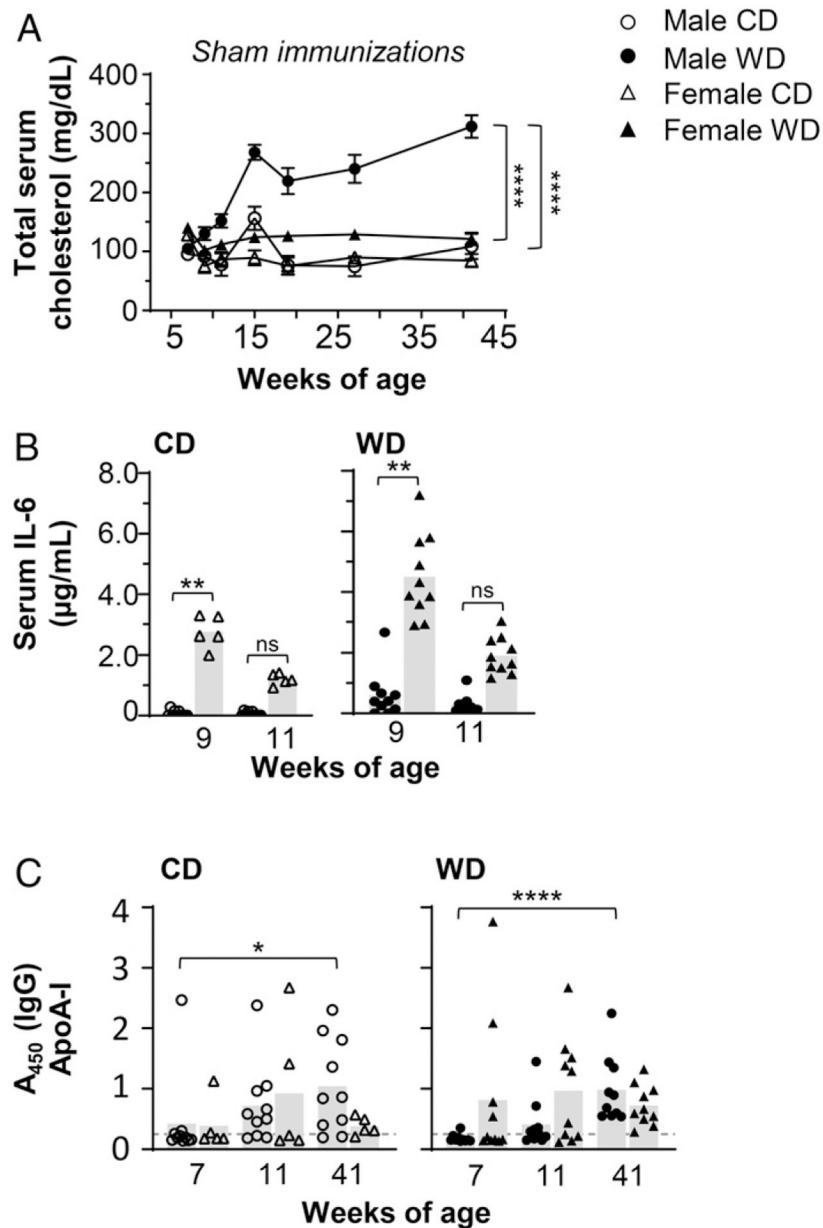 A
Sham immunizations
Male CD
Male WD
Female CD
Female WD
Total serum
cholesterol (mg/dL)
400
300
200
100
0
****
****
5 15 25 35 45
Weeks of age
B
CD WD
Serum IL-6
(µg/mL)
8.0
6.0
4.0
2.0
0
** ns ** ns
9 11 9 11
Weeks of age
C
CD WD
A450 (IgG)
ApoA-I
4
3
2
1
0
* ****
7 11 41 7 11 41
Weeks of age